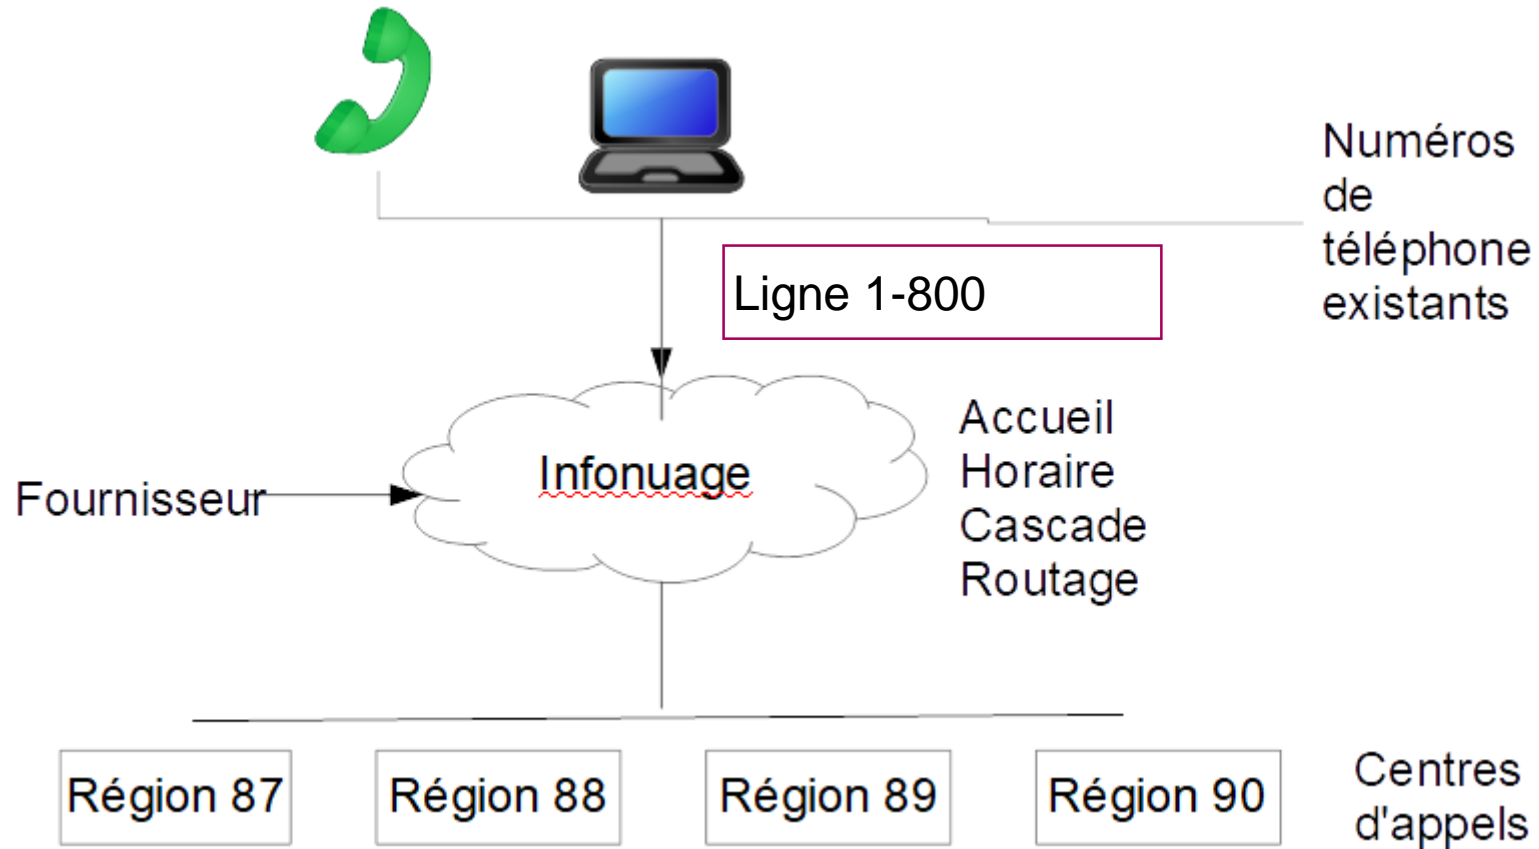 Numéros
de
téléphone
existants
Ligne 1-800
Accueil
Horaire
Cascade
Routage
Infonuage
Fournisseur
Région 87
Région 88
Région 89
Région 90
Centres
d'appels